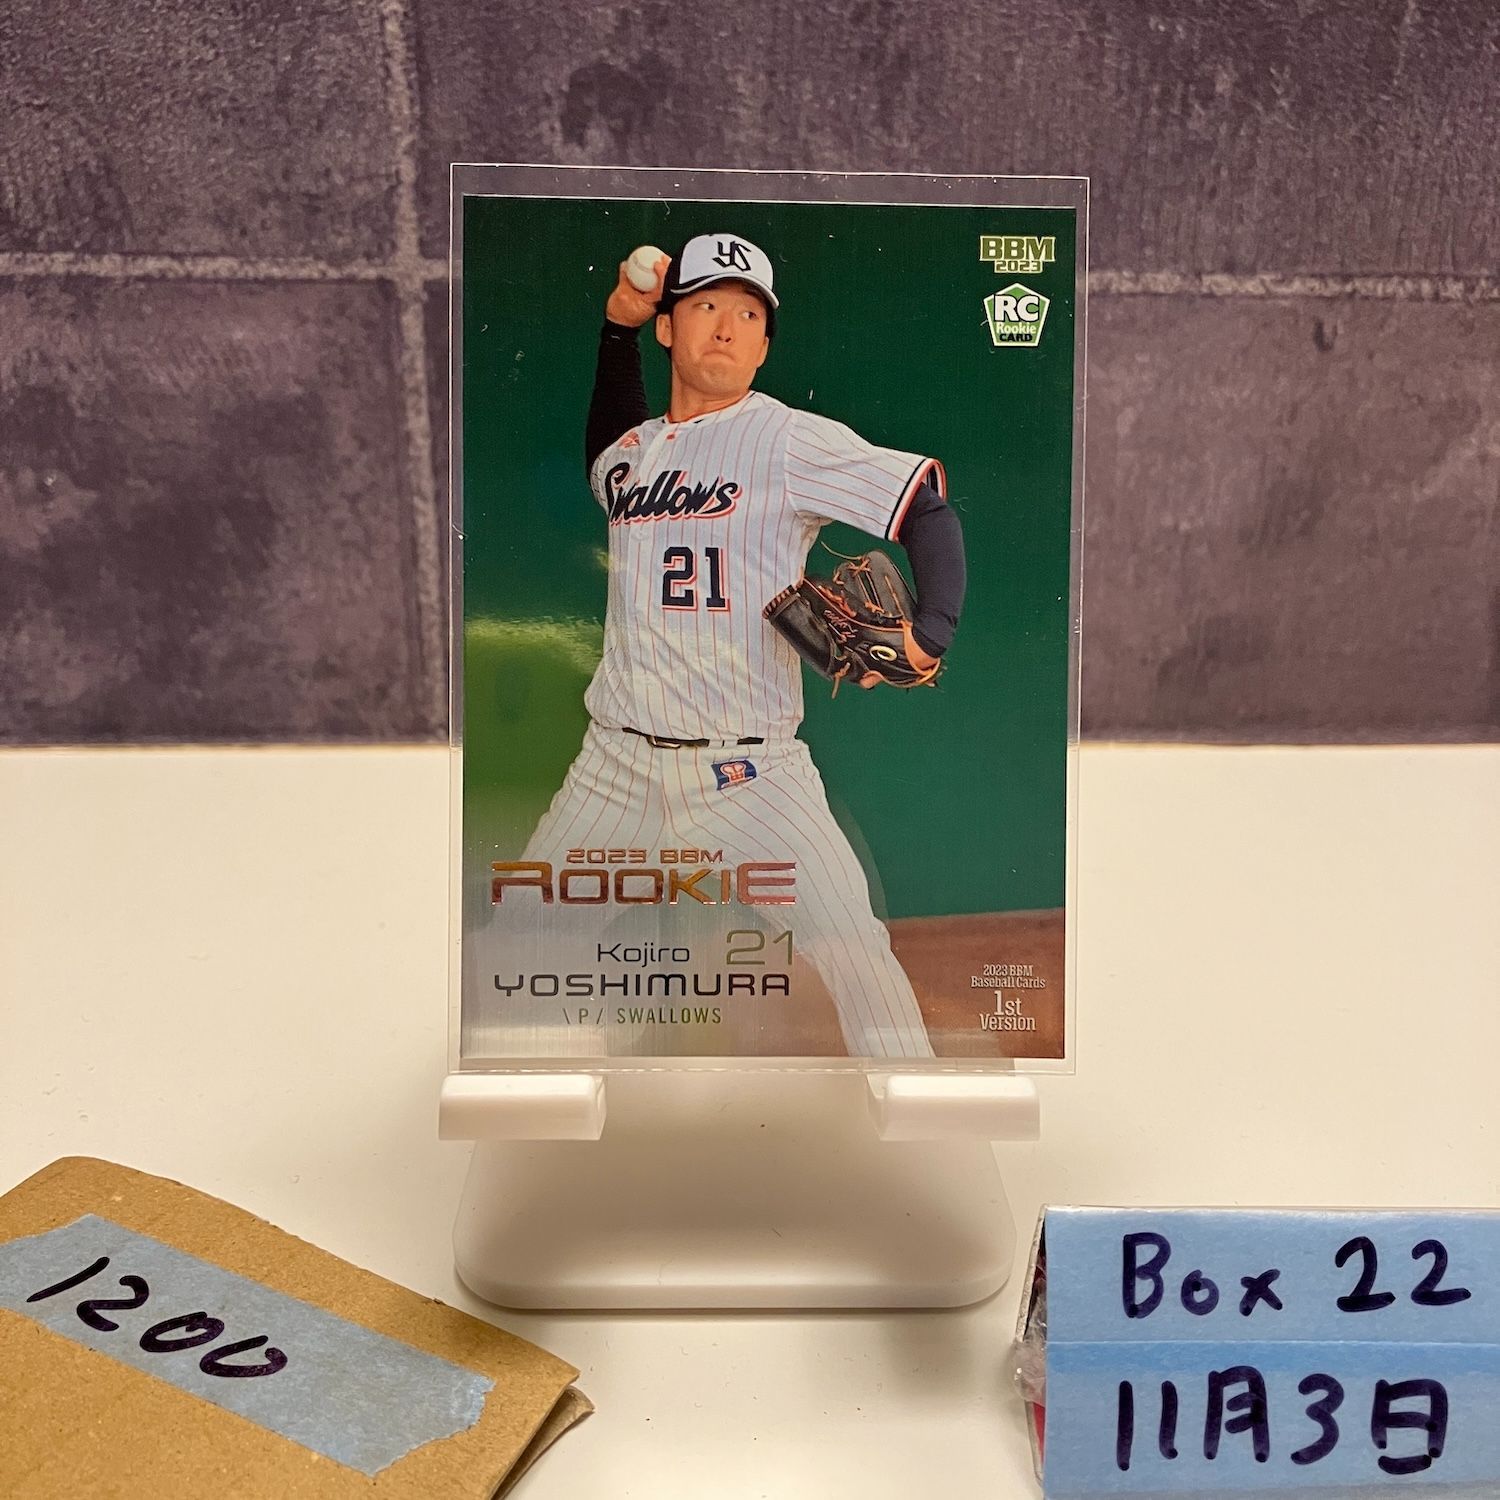 BBM
2023
RC
Rookie
CARD
YS
Swallows
21
2023 BBM
ROOKIE
Kojiro 21
YOSHIMURA
\P/ SWALLOWS
2023 BBM
Baseball Cards
1st
Version
1200
Box 22
11月3日